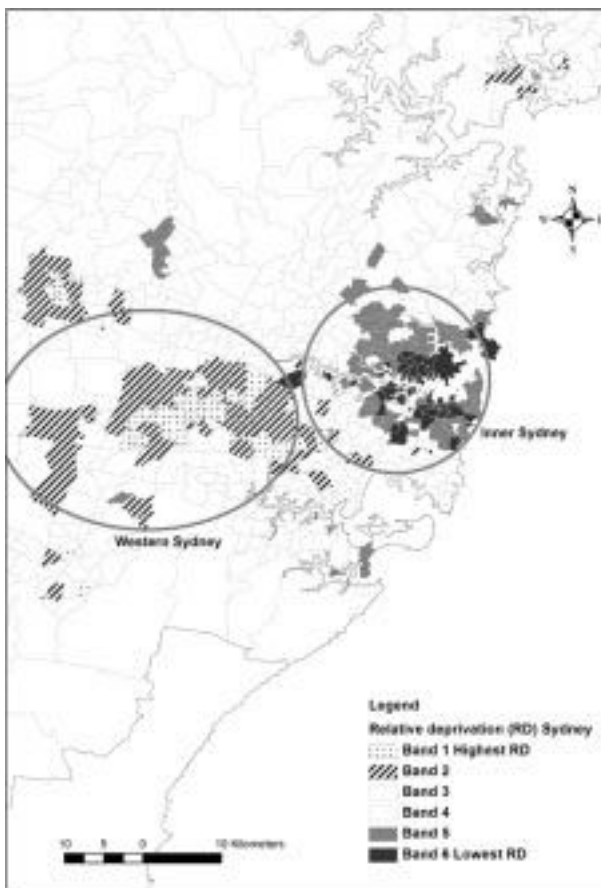 N
Inner Sydney
Western Sydney
Legend
Relative deprivation (RD) Sydney
Band 1 Highest RD
Band 2
Band 3
Band 4
Band 5
Band 6 Lowest RD
10 5 0 10 Kilometers